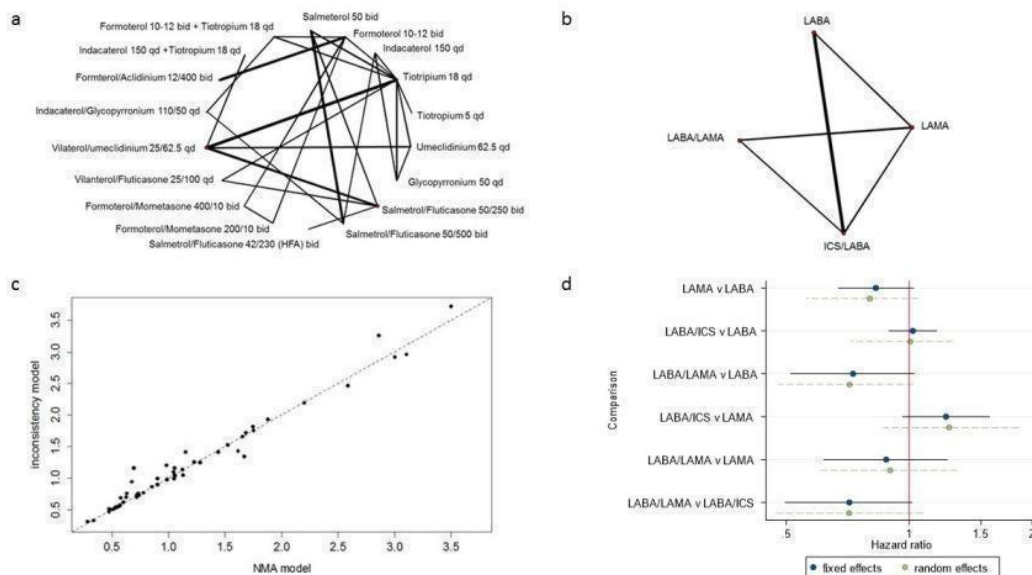 a
Salmeterol 50 bid
Formoterol 10-12 bid + Tiotropium 18 qd
Formoterol 10-12 bid
Indacaterol 150 qd
Indacaterol 150 qd +Tiotropium 18 qd
Tiotripium 18 qd
Formterol/Aclidinium 12/400 bid
Indacaterol/Glycopyrronium 110/50 qd
Tiotropium 5 qd
Vilaterol/umeclidinium 25/62.5 qd
Umeclidinium 62.5 qd
Vilanterol/Fluticasone 25/100 qd
Glycopyrronium 50 qd
Formoterol/Mometasone 400/10 bid
Salmetrol/Fluticasone 50/250 bid
Formoterol/Mometasone 200/10 bid
Salmetrol/Fluticasone 50/500 bid
Salmetrol/Fluticasone 42/230 (HFA) bid
b
LABA
LABA/LAMA
LAMA
ICS/LABA
c
inconsistency model
3.5
3.0
2.5
2.0
1.5
1.0
0.5
0.5 1.0 1.5 2.0 2.5 3.0 3.5
NMA model
d
Comparison
LAMA v LABA
LABA/ICS v LABA
LABA/LAMA v LABA
LABA/ICS v LAMA
LABA/LAMA v LAMA
LABA/LAMA v LABA/ICS
.5 1 1.5 2
Hazard ratio
fixed effects random effects